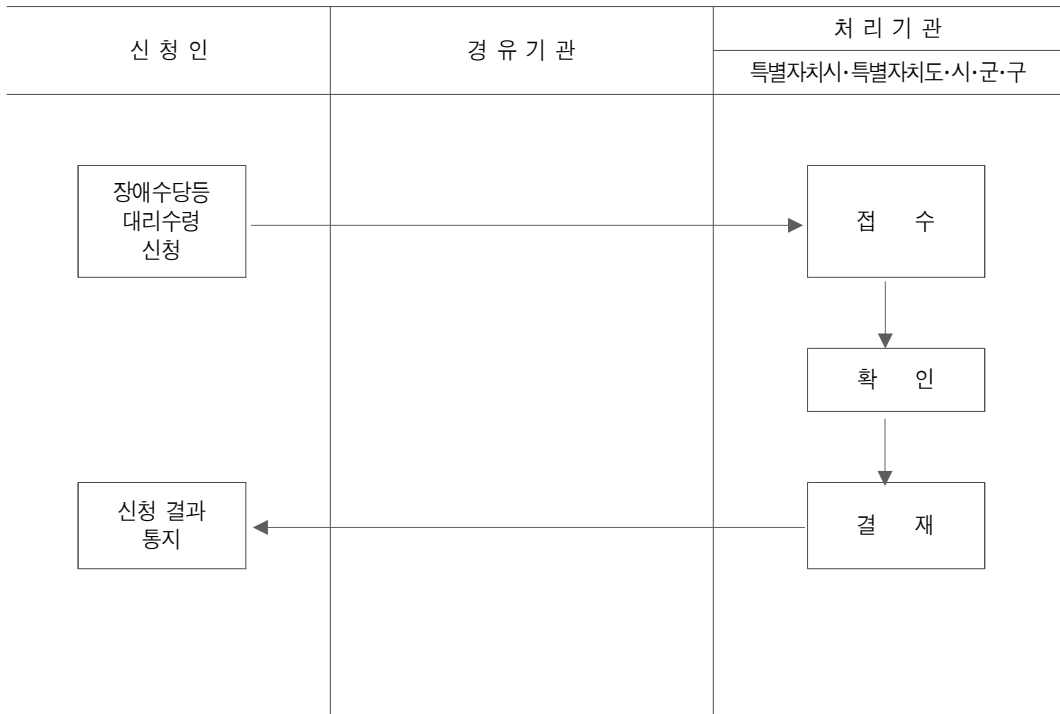 신 청 인
경 유 기 관
처 리 기 관
특별자치시·특별자치도·시·군·구
장애수당등
대리수령
신청
접 수
확 인
신청 결과
통지
결 재